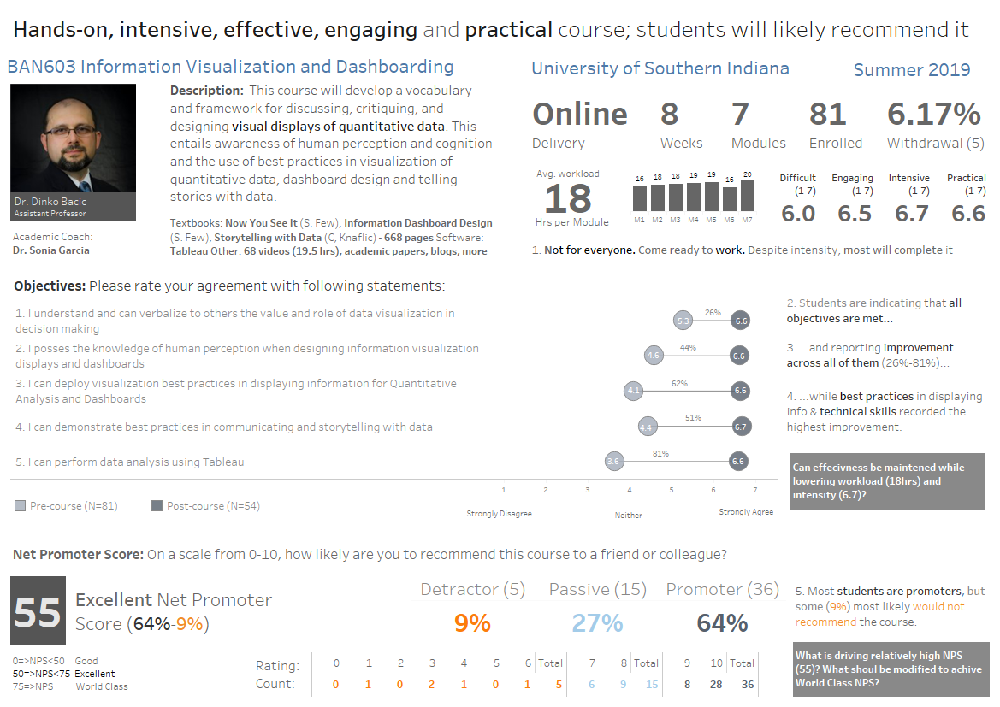 Hands-on, intensive, effective, engaging and practical course; students will likely recommend it
BAN603 Information Visualization and Dashboarding
University of Southern Indiana
Summer 2019
Dr. Dinko Bacic
Assistant Professor
Academic Coach:
Dr. Sonia Garcia
Description: This course will develop a vocabulary
and framework for discussing, critiquing, and
designing visual displays of quantitative data. This
entails awareness of human perception and cognition
and the use of best practices in visualization of
quantitative data, dashboard design and telling
stories with data.
Textbooks: Now You See It (S. Few), Information Dashboard Design
(S. Few), Storytelling with Data (C, Knaflic) - 668 pages Software:
Tableau Other: 68 videos (19.5 hrs), academic papers, blogs, more
Online 8 7 81 6.17%
Delivery Weeks Modules Enrolled Withdrawal (5)
Avg. workload
18
Hrs per Module
16 18 18 19 19 16 20
M1 M2 M3 M4 M5 M6 M7
Difficult Engaging Intensive Practical
(1-7) (1-7) (1-7) (1-7)
6.0 6.5 6.7 6.6
1. Not for everyone. Come ready to work. Despite intensity, most will complete it
Objectives: Please rate your agreement with following statements:
1. I understand and can verbalize to others the value and role of data visualization in
decision making
5.3 26% 6.6
2. I posses the knowledge of human perception when designing information visualization
displays and dashboards
4.6 44% 6.6
3. I can deploy visualization best practices in displaying information for Quantitative
Analysis and Dashboards
4.1 62% 6.6
4. I can demonstrate best practices in communicating and storytelling with data
4.4 51% 6.7
5. I can perform data analysis using Tableau
3.6 81% 6.6
1 2 3 4 5 6 7
Strongly Disagree Neither Strongly Agree
Pre-course (N=81) Post-course (N=54)
2. Students are indicating that all
objectives are met...
3. ...and reporting improvement
across all of them (26%-81%)...
4. ...while best practices in displaying
info & technical skills recorded the
highest improvement.
Can effecivness be maintened while
lowering workload (18hrs) and
intensity (6.7)?
Net Promoter Score: On a scale from 0-10, how likely are you to recommend this course to a friend or colleague?
55
Excellent Net Promoter
Score (64%-9%)
0=>NPS<50 Good
50=>NPS<75 Excellent
75=>NPS World Class
Detractor (5) Passive (15) Promoter (36)
9% 27% 64%
Rating: 0 1 2 3 4 5 6 Total 7 8 Total 9 10 Total
Count: 0 1 0 2 1 0 1 5 6 9 15 8 28 36
5. Most students are promoters, but
some (9%) most likely would not
recommend the course.
What is driving relatively high NPS
(55)? What shoul be modified to achive
World Class NPS?